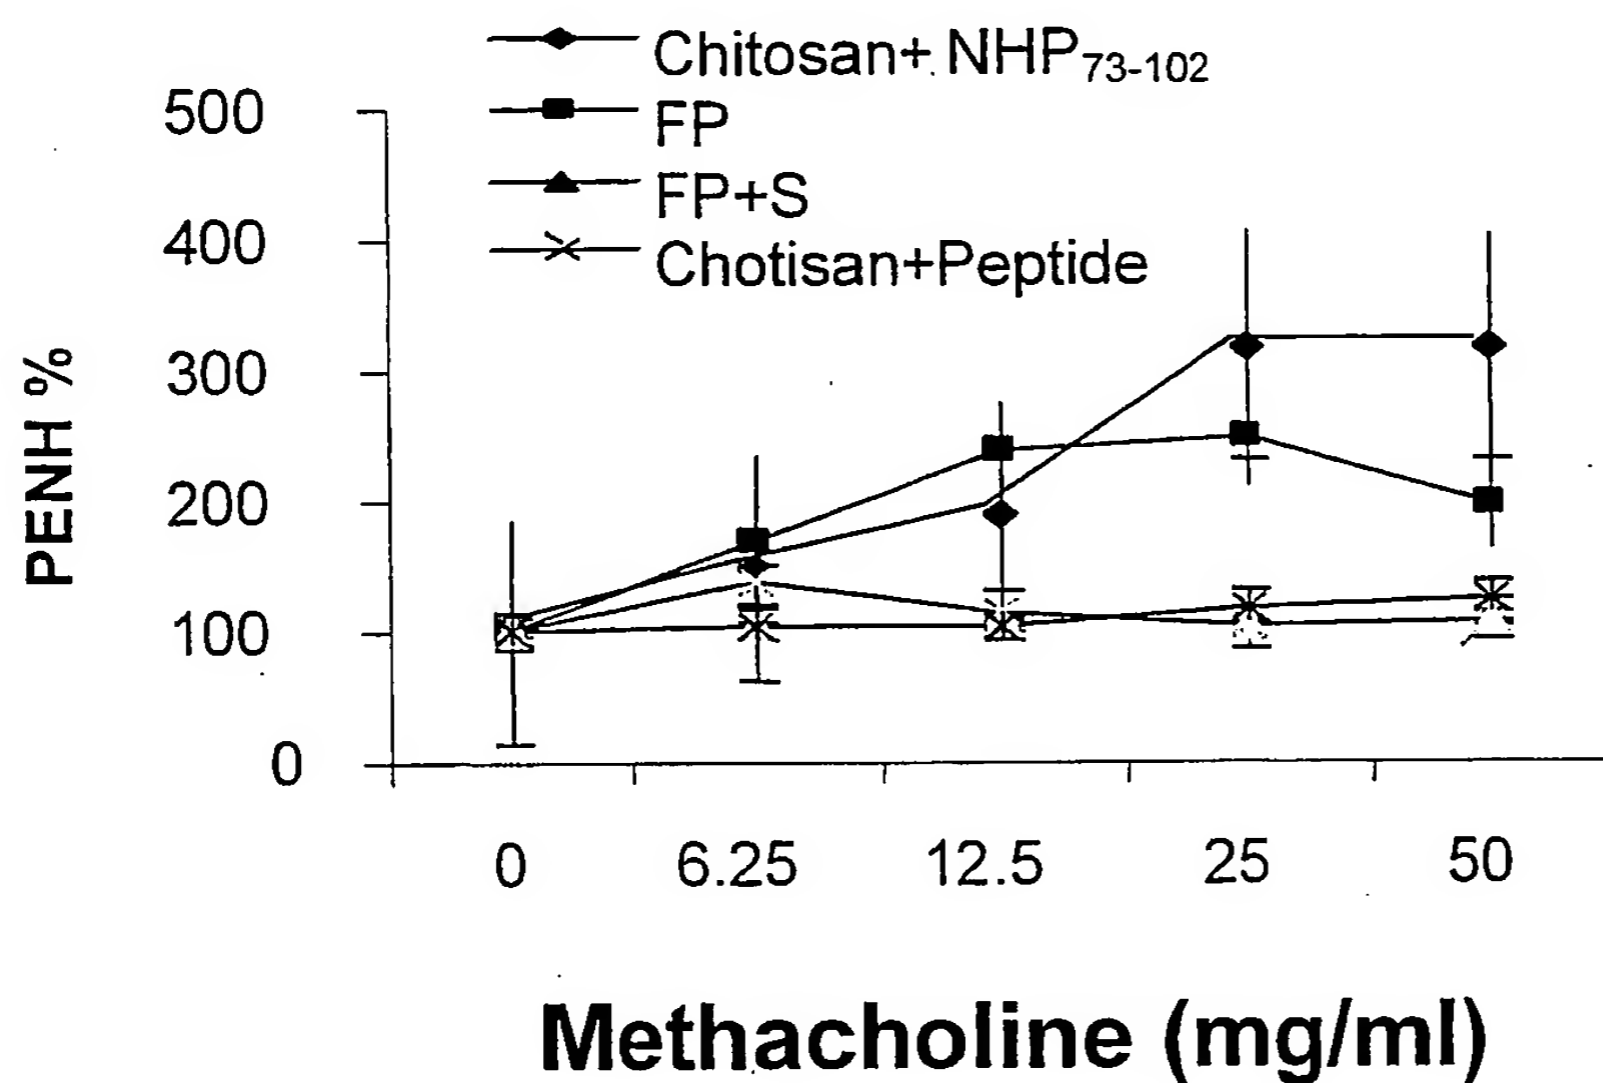 Chitosan+ NHP73-102
FP
FP+S
Chotisan+Peptide
500
400
300
200
100
0
PENH %
0 6.25 12.5 25 50
Methacholine (mg/ml)